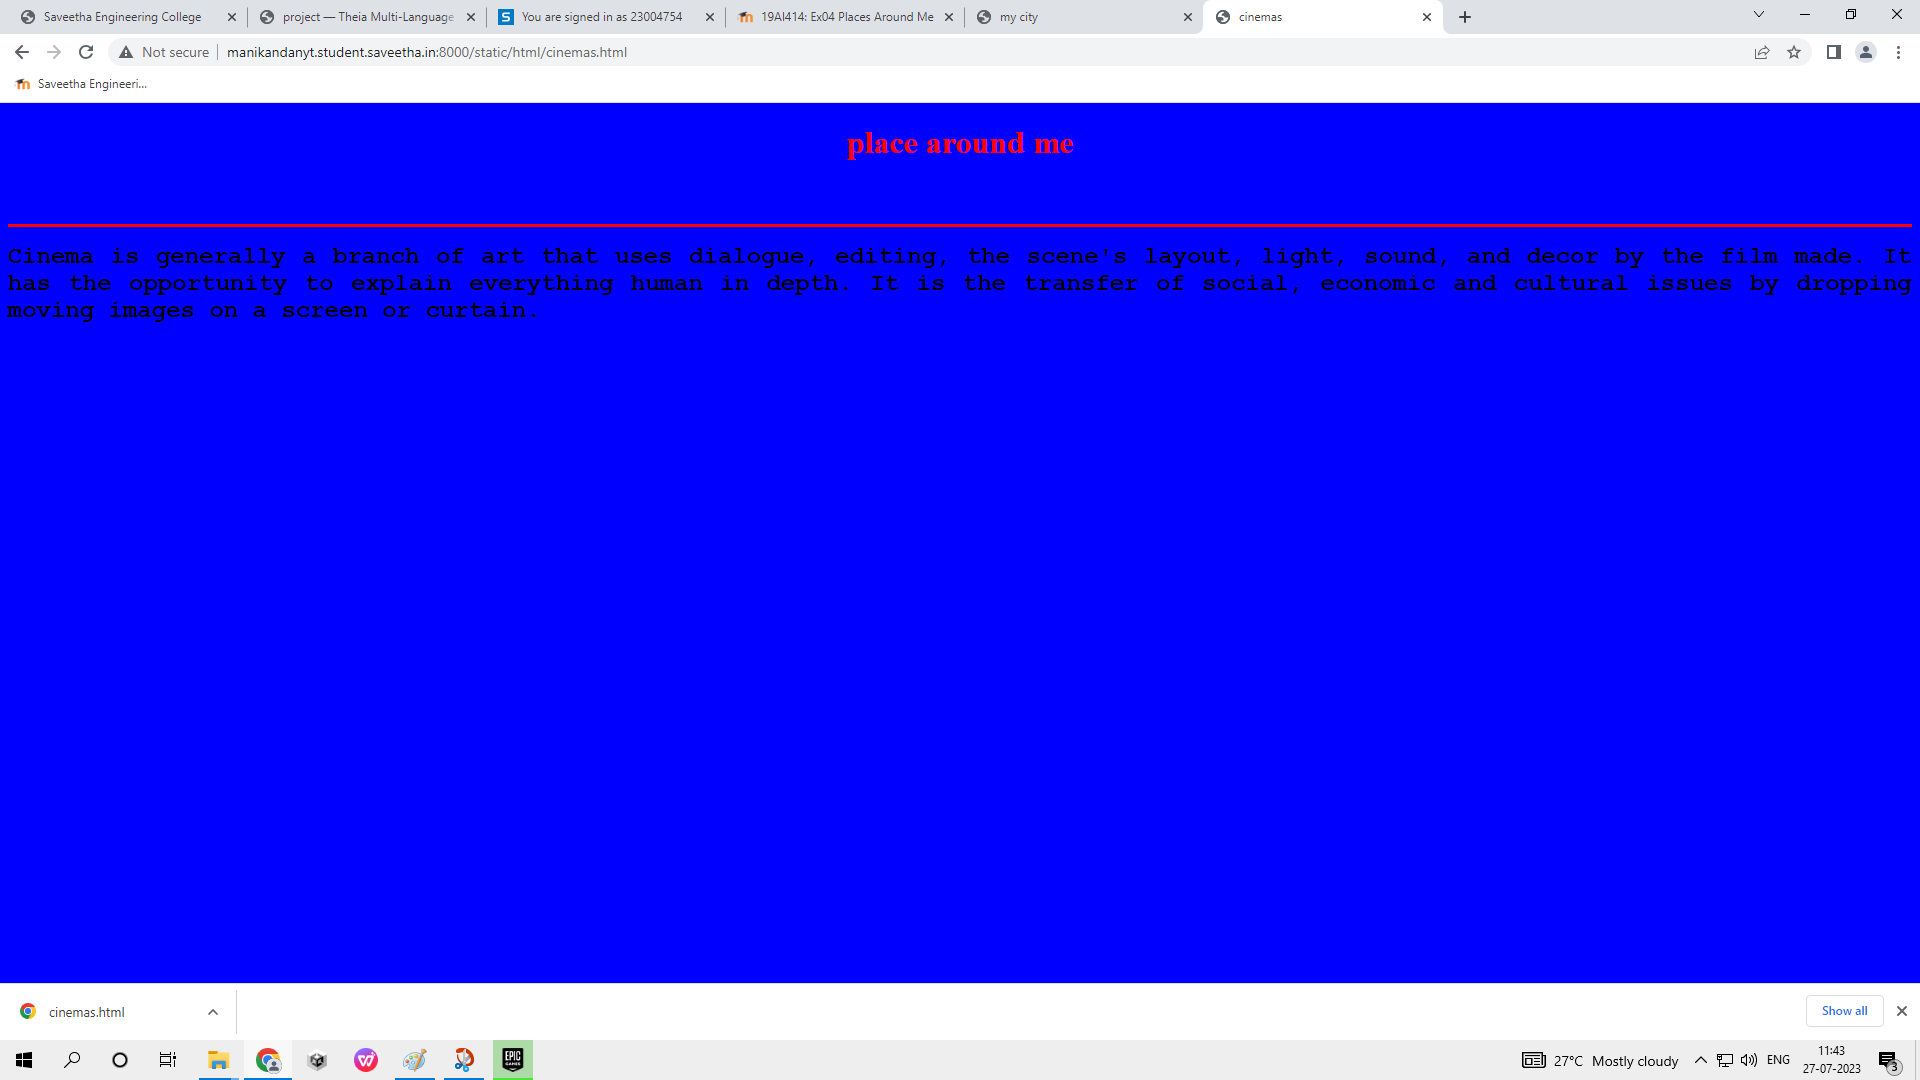 Saveetha Engineering College
project — Theia Multi-Language
You are signed in as 23004754
19AI414: Ex04 Places Around Me
my city
cinemas
Not secure
manikandanyt.student.saveetha.in:8000/static/html/cinemas.html
Saveetha Engineeri...
place around me
Cinema is generally a branch of art that uses dialogue, editing, the scene's layout, light, sound, and decor by the film made. It
has the opportunity to explain everything human in depth. It is the transfer of social, economic and cultural issues by dropping
moving images on a screen or curtain.
cinemas.html
Show all
EPIC
GAMES
27°C Mostly cloudy
ENG
11:43
27-07-2023
3